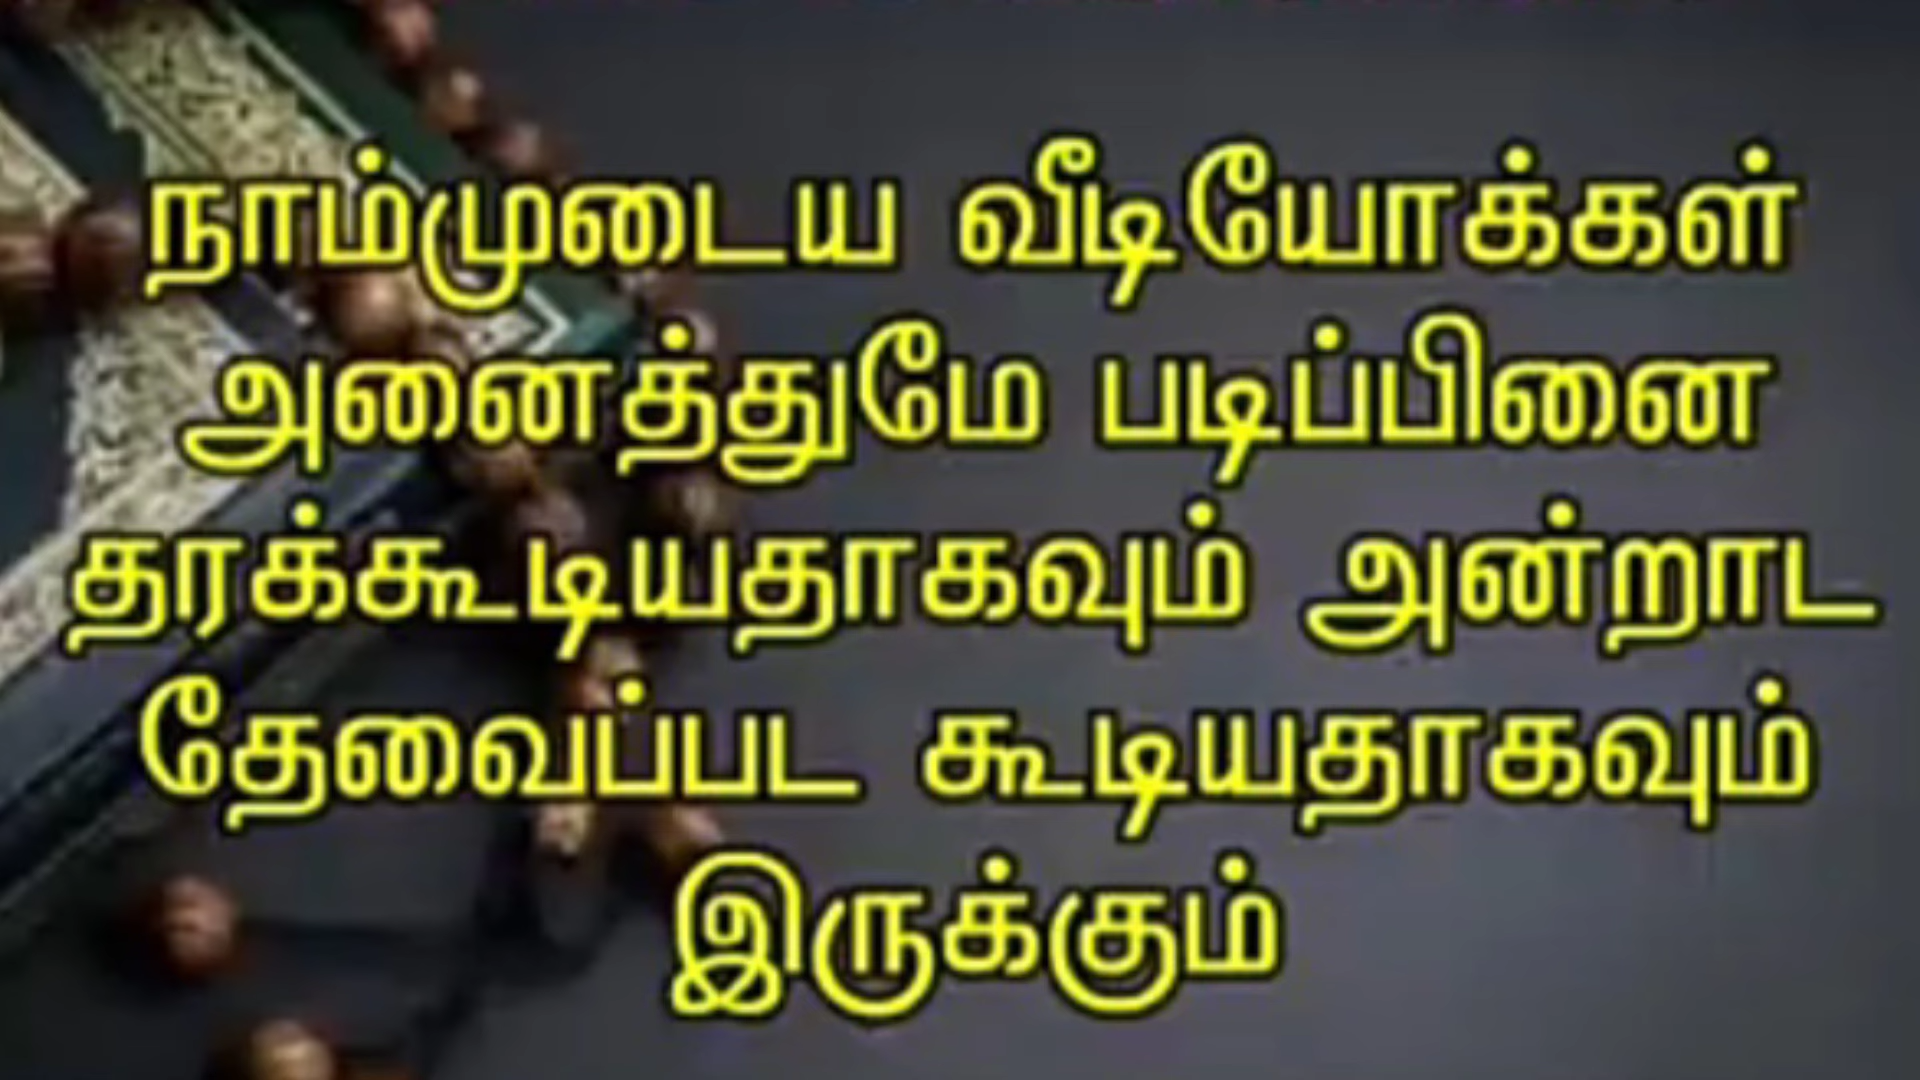 நாம்முடைய வீடியோக்கள்
அனைத்துமே படிப்பினை
தரக்கூடியதாகவும் அன்றாட
தேவைப்பட கூடியதாகவும்
இருக்கும்